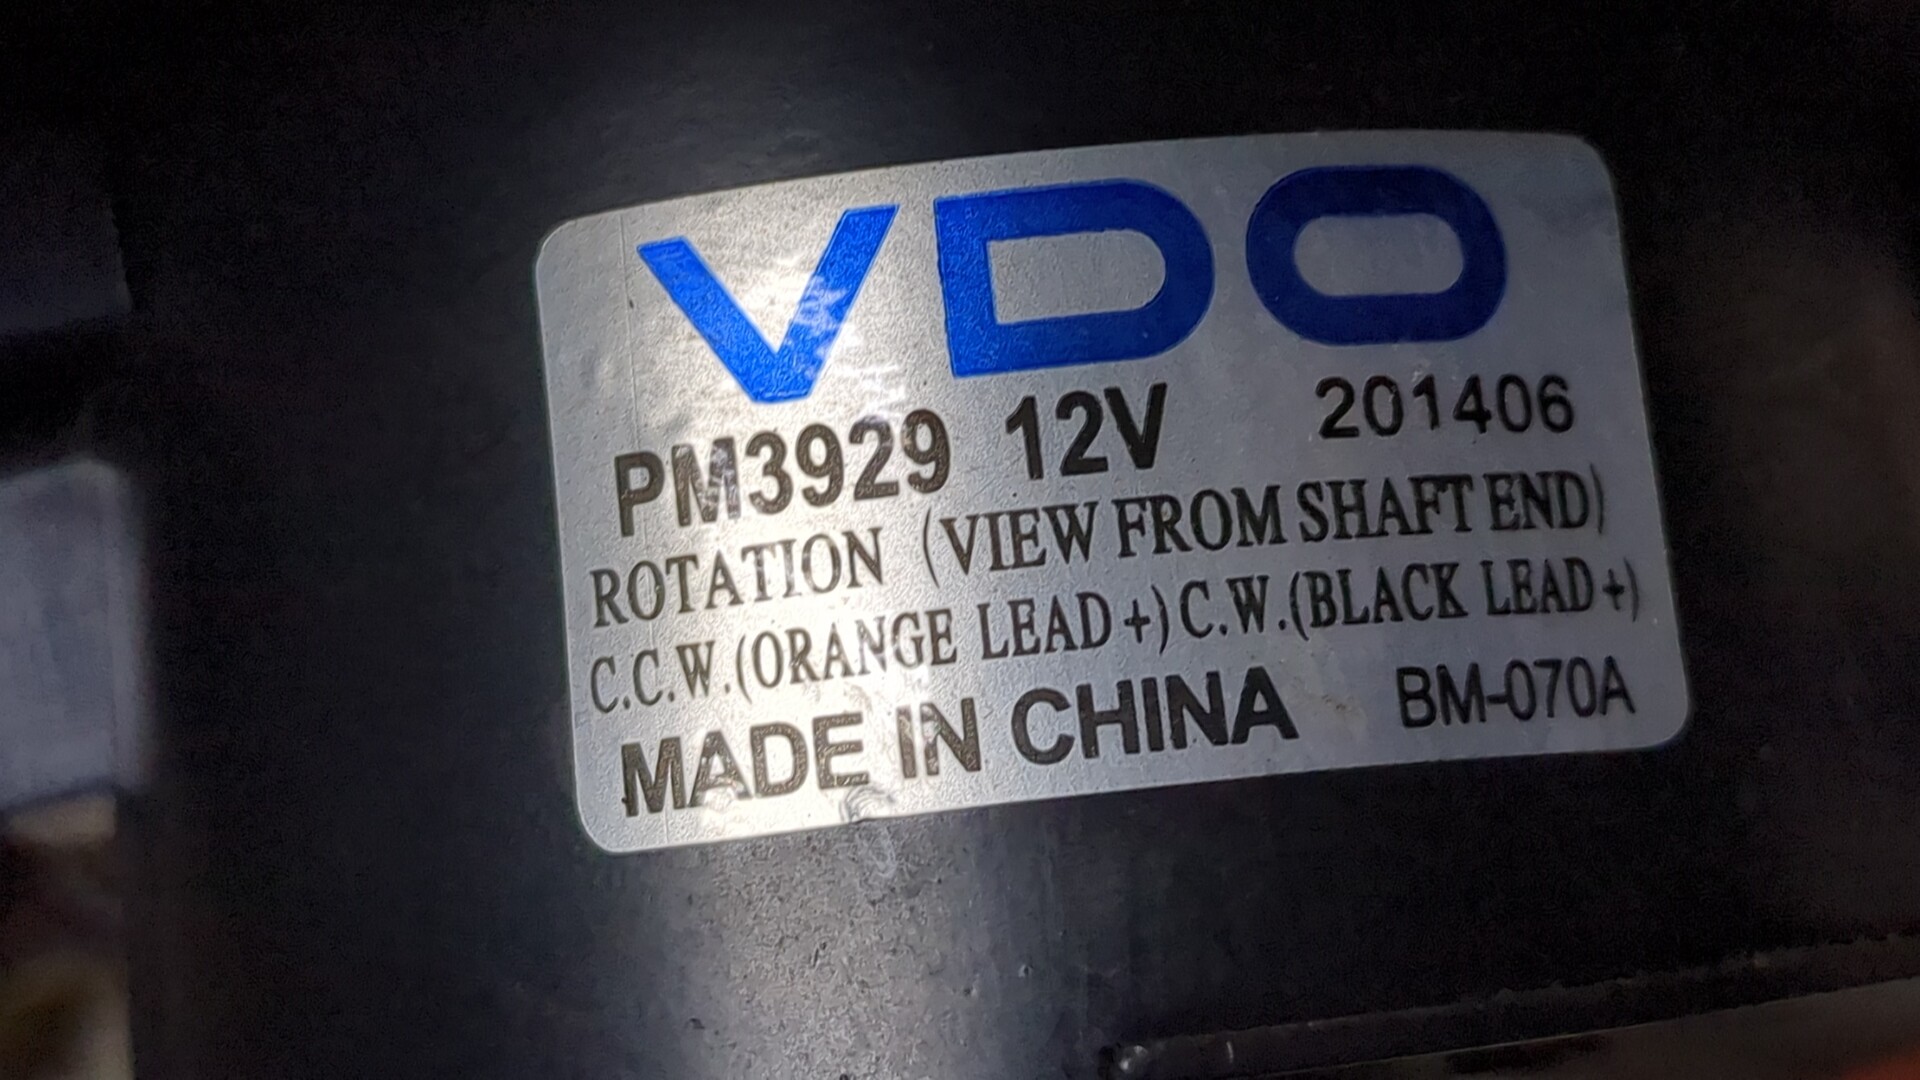 VDO
PM3929 12V 201406
ROTATION (VIEW FROM SHAFT END)
C.C.W.(ORANGE LEAD+) C.W.(BLACK LEAD+)
MADE IN CHINA BM-070A